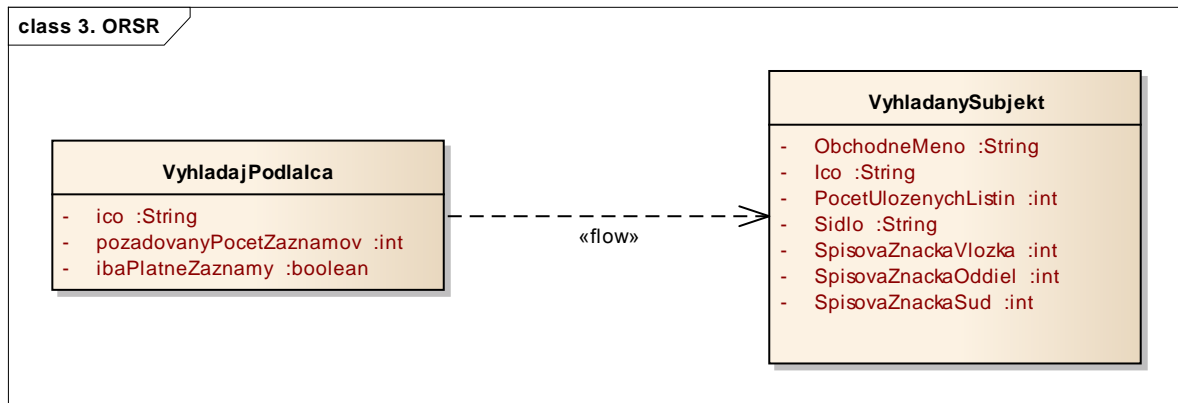 class 3. ORSR
VyhladajPodlaIca
- ico :String
- pozadovanyPocetZaznamov :int
- ibaPlatneZaznamy :boolean
«flow»
VyhladanySubjekt
- ObchodneMeno :String
- Ico :String
- PocetUlozenychListin :int
- Sidlo :String
- SpisovaZnackaVlozka :int
- SpisovaZnackaOddiel :int
- SpisovaZnackaSud :int